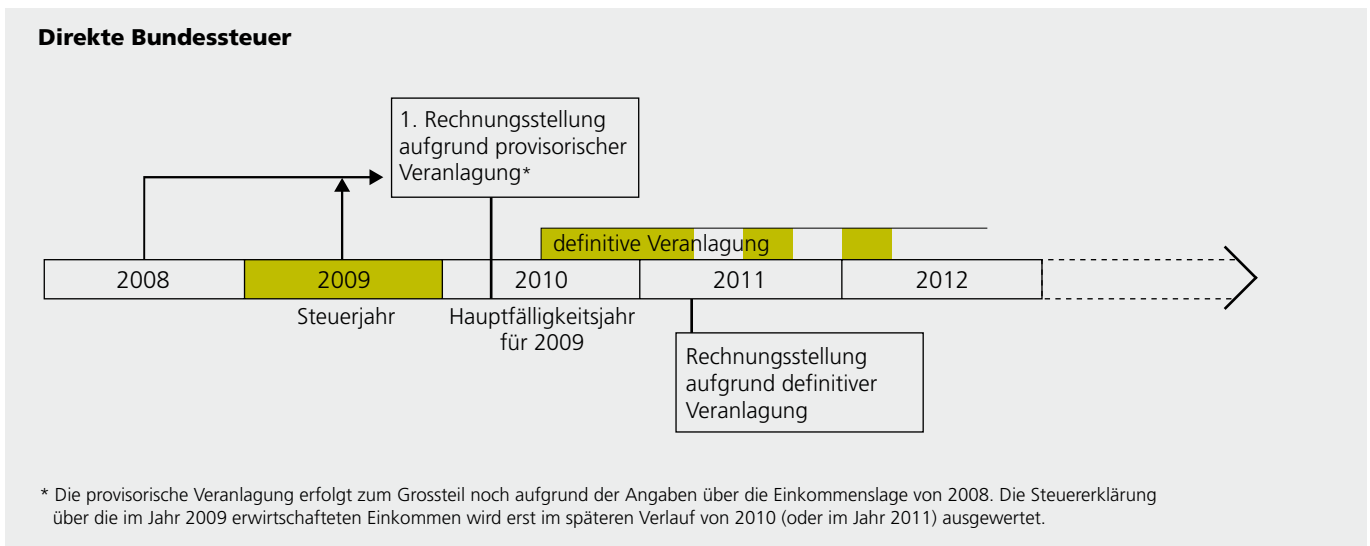 Direkte Bundessteuer
1. Rechnungsstellung
aufgrund provisorischer
Veranlagung*
definitive Veranlagung
2008
2009
2010
2011
2012
Steuerjahr
Hauptfälligkeitsjahr
für 2009
Rechnungsstellung
aufgrund definitiver
Veranlagung
* Die provisorische Veranlagung erfolgt zum Grossteil noch aufgrund der Angaben über die Einkommenslage von 2008. Die Steuererklärung
über die im Jahr 2009 erwirtschafteten Einkommen wird erst im späteren Verlauf von 2010 (oder im Jahr 2011) ausgewertet.